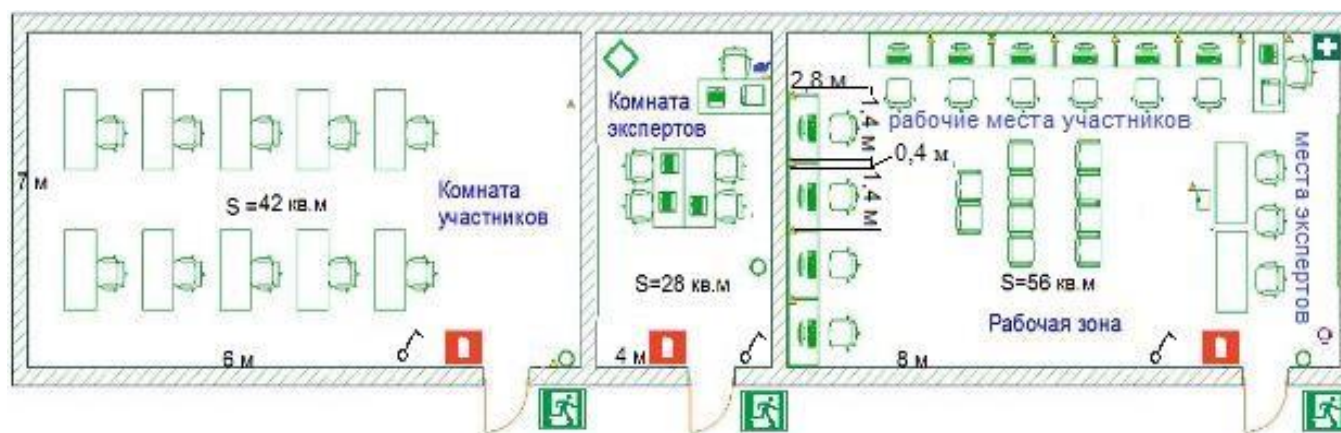 7 м
S =42 кв.м
Комната
участников
6 м
Комната
экспертов
S=28 кв.м
4 м
2,8 м
1,4 м
0,4 м
1,4 м
рабочие места участников
места экспертов
S=56 кв.м
Рабочая зона
8 м